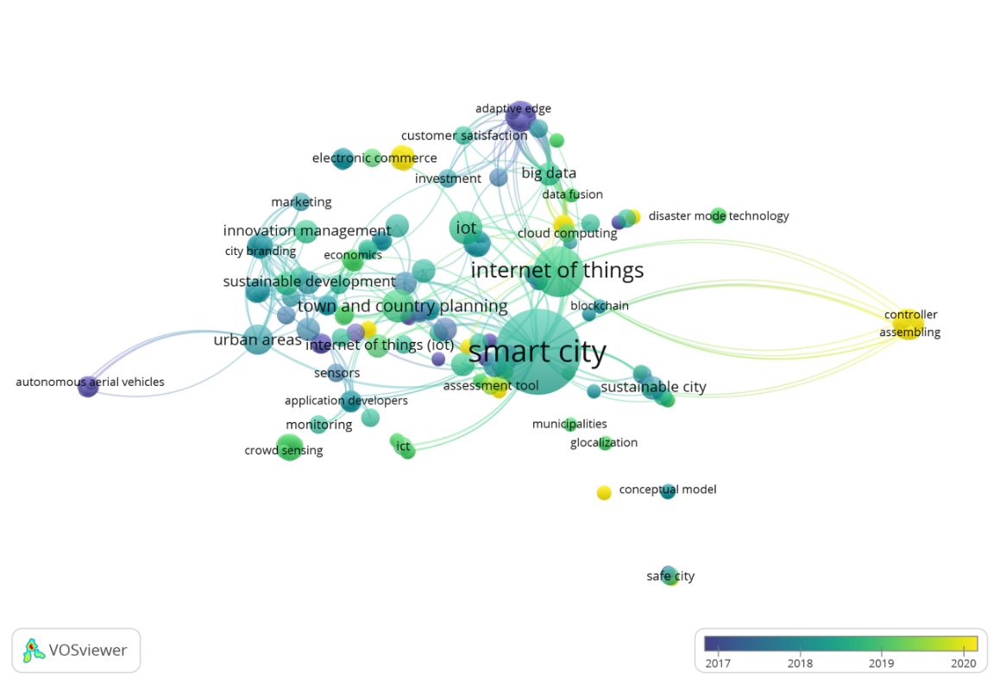 adaptive edge
customer satisfaction
electronic commerce
big data
investment
data fusion
marketing
disaster mode technology
iot
innovation management
cloud computing
city branding
economics
internet of things
sustainable development
town and country planning
blockchain
controller
assembling
urban areas
internet of things (iot)
smart city
sensors
autonomous aerial vehicles
assessment tool
sustainable city
application developers
monitoring
municipalities
glocalization
ict
crowd sensing
conceptual model
safe city
VOSviewer
2017 2018 2019 2020